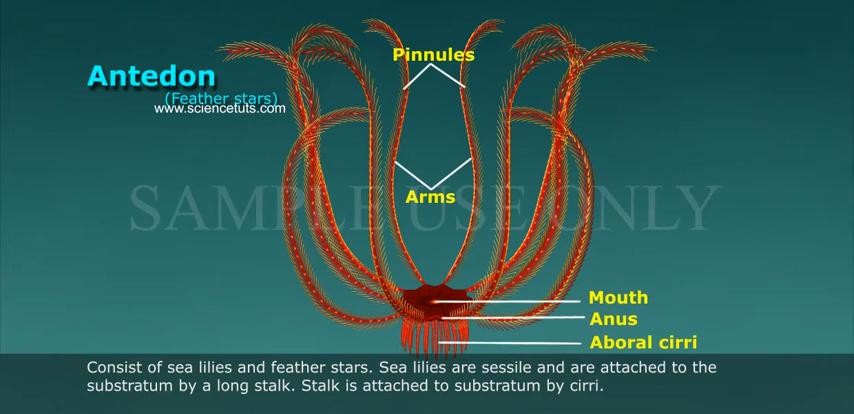 Pinnules
Antedon
(Feather stars)
www.sciencetuts.com
SAMPLE USE ONLY
Arms
Mouth
Anus
Aboral cirri
Consist of sea lilies and feather stars. Sea lilies are sessile and are attached to the
substratum by a long stalk. Stalk is attached to substratum by cirri.